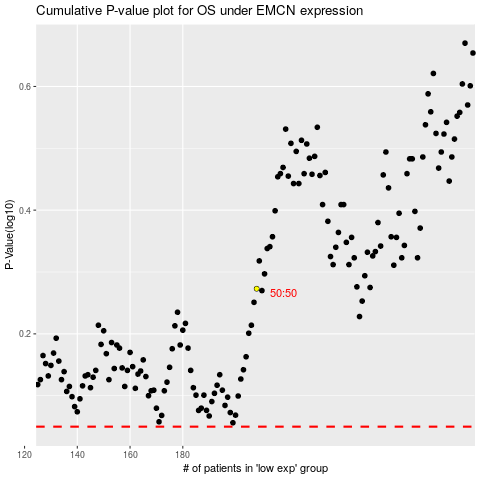 Cumulative P-value plot for OS under EMCN expression
P-Value(log10)
0.6
0.4
0.2
50:50
120 140 160 180
# of patients in 'low exp' group